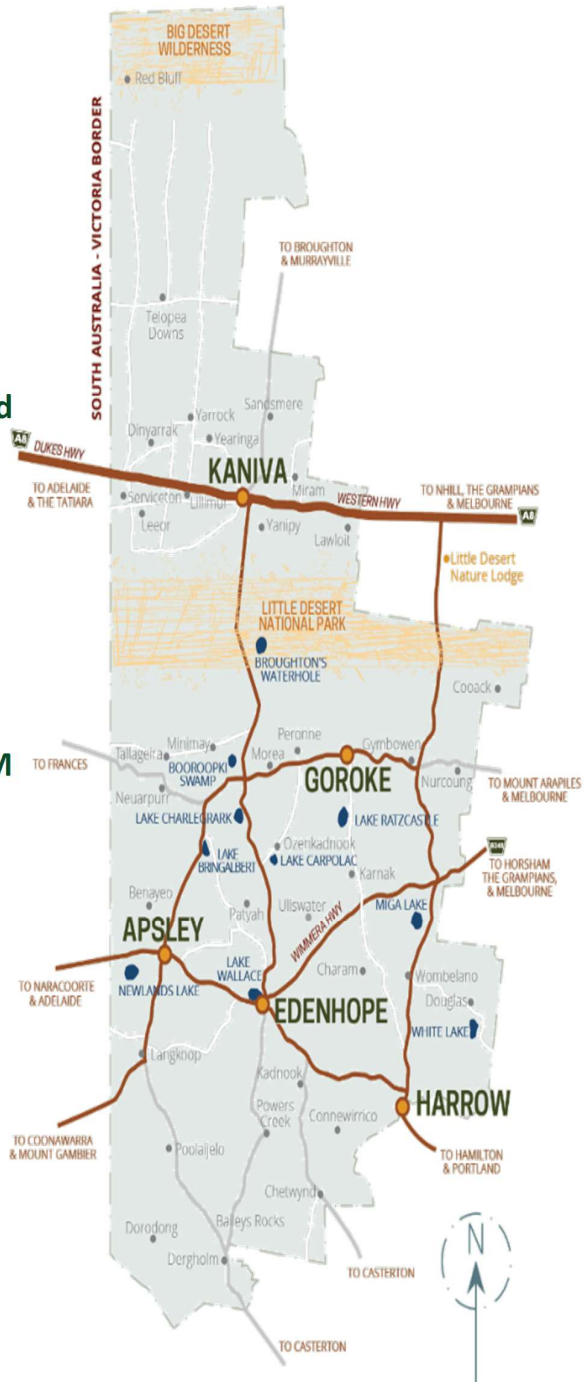 BIG DESERT
WILDERNESS
Red Bluff
SOUTH AUSTRALIA - VICTORIA BORDER
TO BROUGHTON
& MURRAYVILLE
Telopea
Downs
d
Sandsmere
Yarrock
Dinyarrak
Yearinga
A8
DUKES HWY
KANIVA
TO ADELAIDE
& THE TATIARA
Serviceton
Lillimur
Miram
WESTERN HWY
TO NHILL, THE GRAMPIANS
& MELBOURNE
A8
Leeor
Yanipy
Lawloit
Little Desert
Nature Lodge
LITTLE DESERT
NATIONAL PARK
BROUGHTON'S
WATERHOLE
Cooack
M
TO FRANCES
Tallageira
Minimay
Peronne
Morea
Gymbowen
BOOROOPKI
SWAMP
GOROKE
Nurcoung
TO MOUNT ARAPILES
& MELBOURNE
Neuarpurr
LAKE CHARLEGRARK
LAKE RATZCASTLE
Ozenkadnook
LAKE
BRINGALBERT
LAKE CARPOLAC
Karnak
TO HORSHAM
THE GRAMPIANS,
& MELBOURNE
Benayeo
Patyah
Ullswater
MIGA LAKE
WIMMERA HWY
APSLEY
LAKE
WALLACE
Charam
Wombelano
TO NARACOORTE
& ADELAIDE
NEWLANDS LAKE
EDENHOPE
Douglas
WHITE LAKE
Langkoop
Kadnook
HARROW
Powers
Creek
Connewirrico
TO COONAWARRA
& MOUNT GAMBIER
Poolaijelo
TO HAMILTON
& PORTLAND
Chetwynd
Dorodong
Baileys Rocks
Dergholm
N
TO CASTERTON
TO CASTERTON